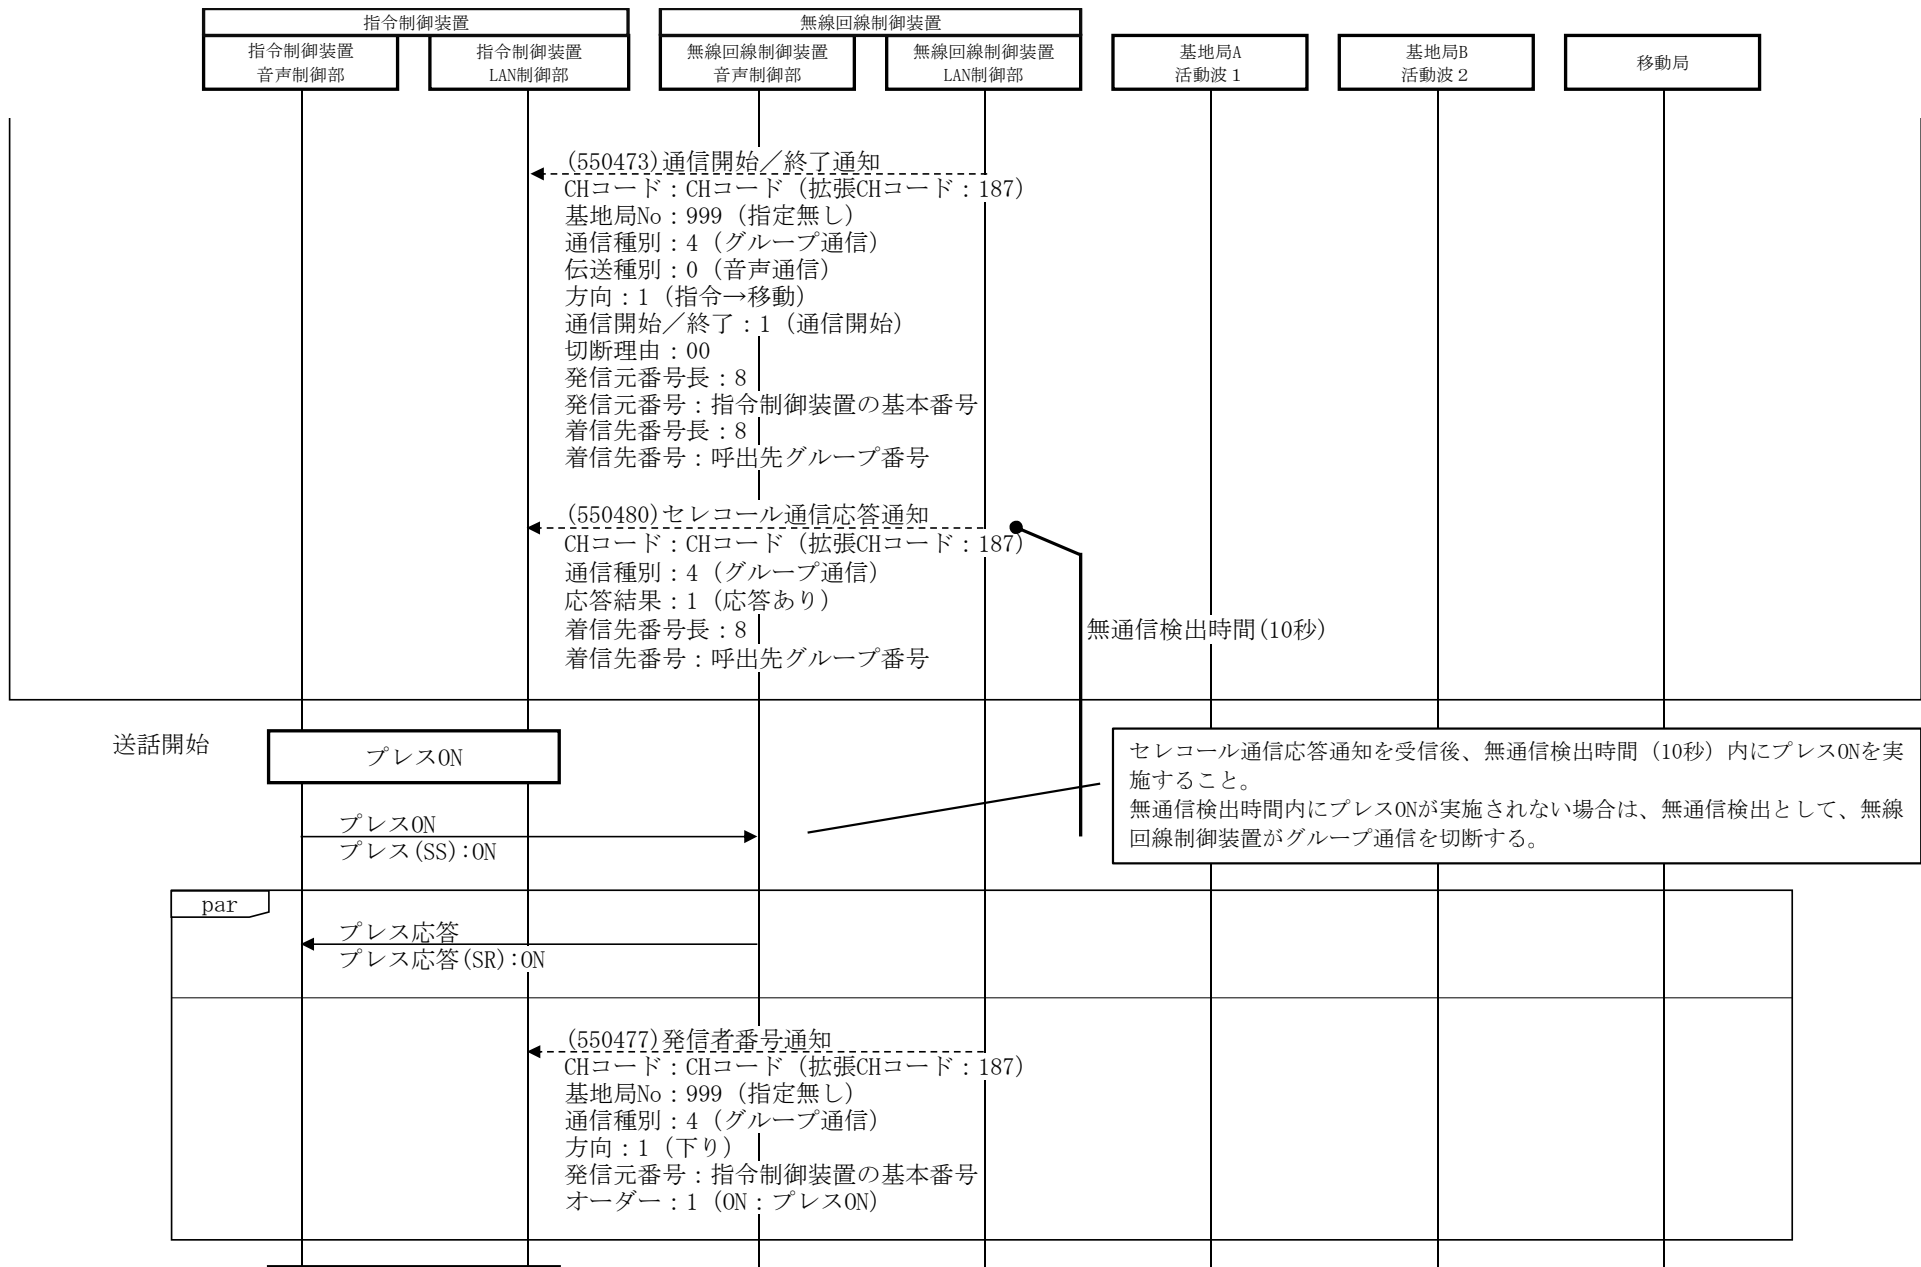 指令制御装置
無線回線制御装置
指令制御装置
音声制御部
指令制御装置
LAN制御部
無線回線制御装置
音声制御部
無線回線制御装置
LAN制御部
基地局A
活動波1
基地局B
活動波2
移動局
(550473)通信開始／終了通知
CHコード：CHコード（拡張CHコード：187）
基地局No：999（指定無し）
通信種別：4（グループ通信）
伝送種別：0（音声通信）
方向：1（指令→移動）
通信開始／終了：1（通信開始）
切断理由：00
発信元番号長：8
発信元番号：指令制御装置の基本番号
着信先番号長：8
着信先番号：呼出先グループ番号
(550480)セレコール通信応答通知
CHコード：CHコード（拡張CHコード：187）
通信種別：4（グループ通信）
応答結果：1（応答あり）
着信先番号長：8
着信先番号：呼出先グループ番号
無通信検出時間(10秒)
送話開始
プレスON
セレコール通信応答通知を受信後、無通信検出時間（10秒）内にプレスONを実
施すること。
無通信検出時間内にプレスONが実施されない場合は、無通信検出として、無線
回線制御装置がグループ通信を切断する。
プレスON
プレス(SS):ON
par
プレス応答
プレス応答(SR):ON
(550477)発信者番号通知
CHコード：CHコード（拡張CHコード：187）
基地局No：999（指定無し）
通信種別：4（グループ通信）
方向：1（下り）
発信元番号：指令制御装置の基本番号
オーダー：1（ON：プレスON）